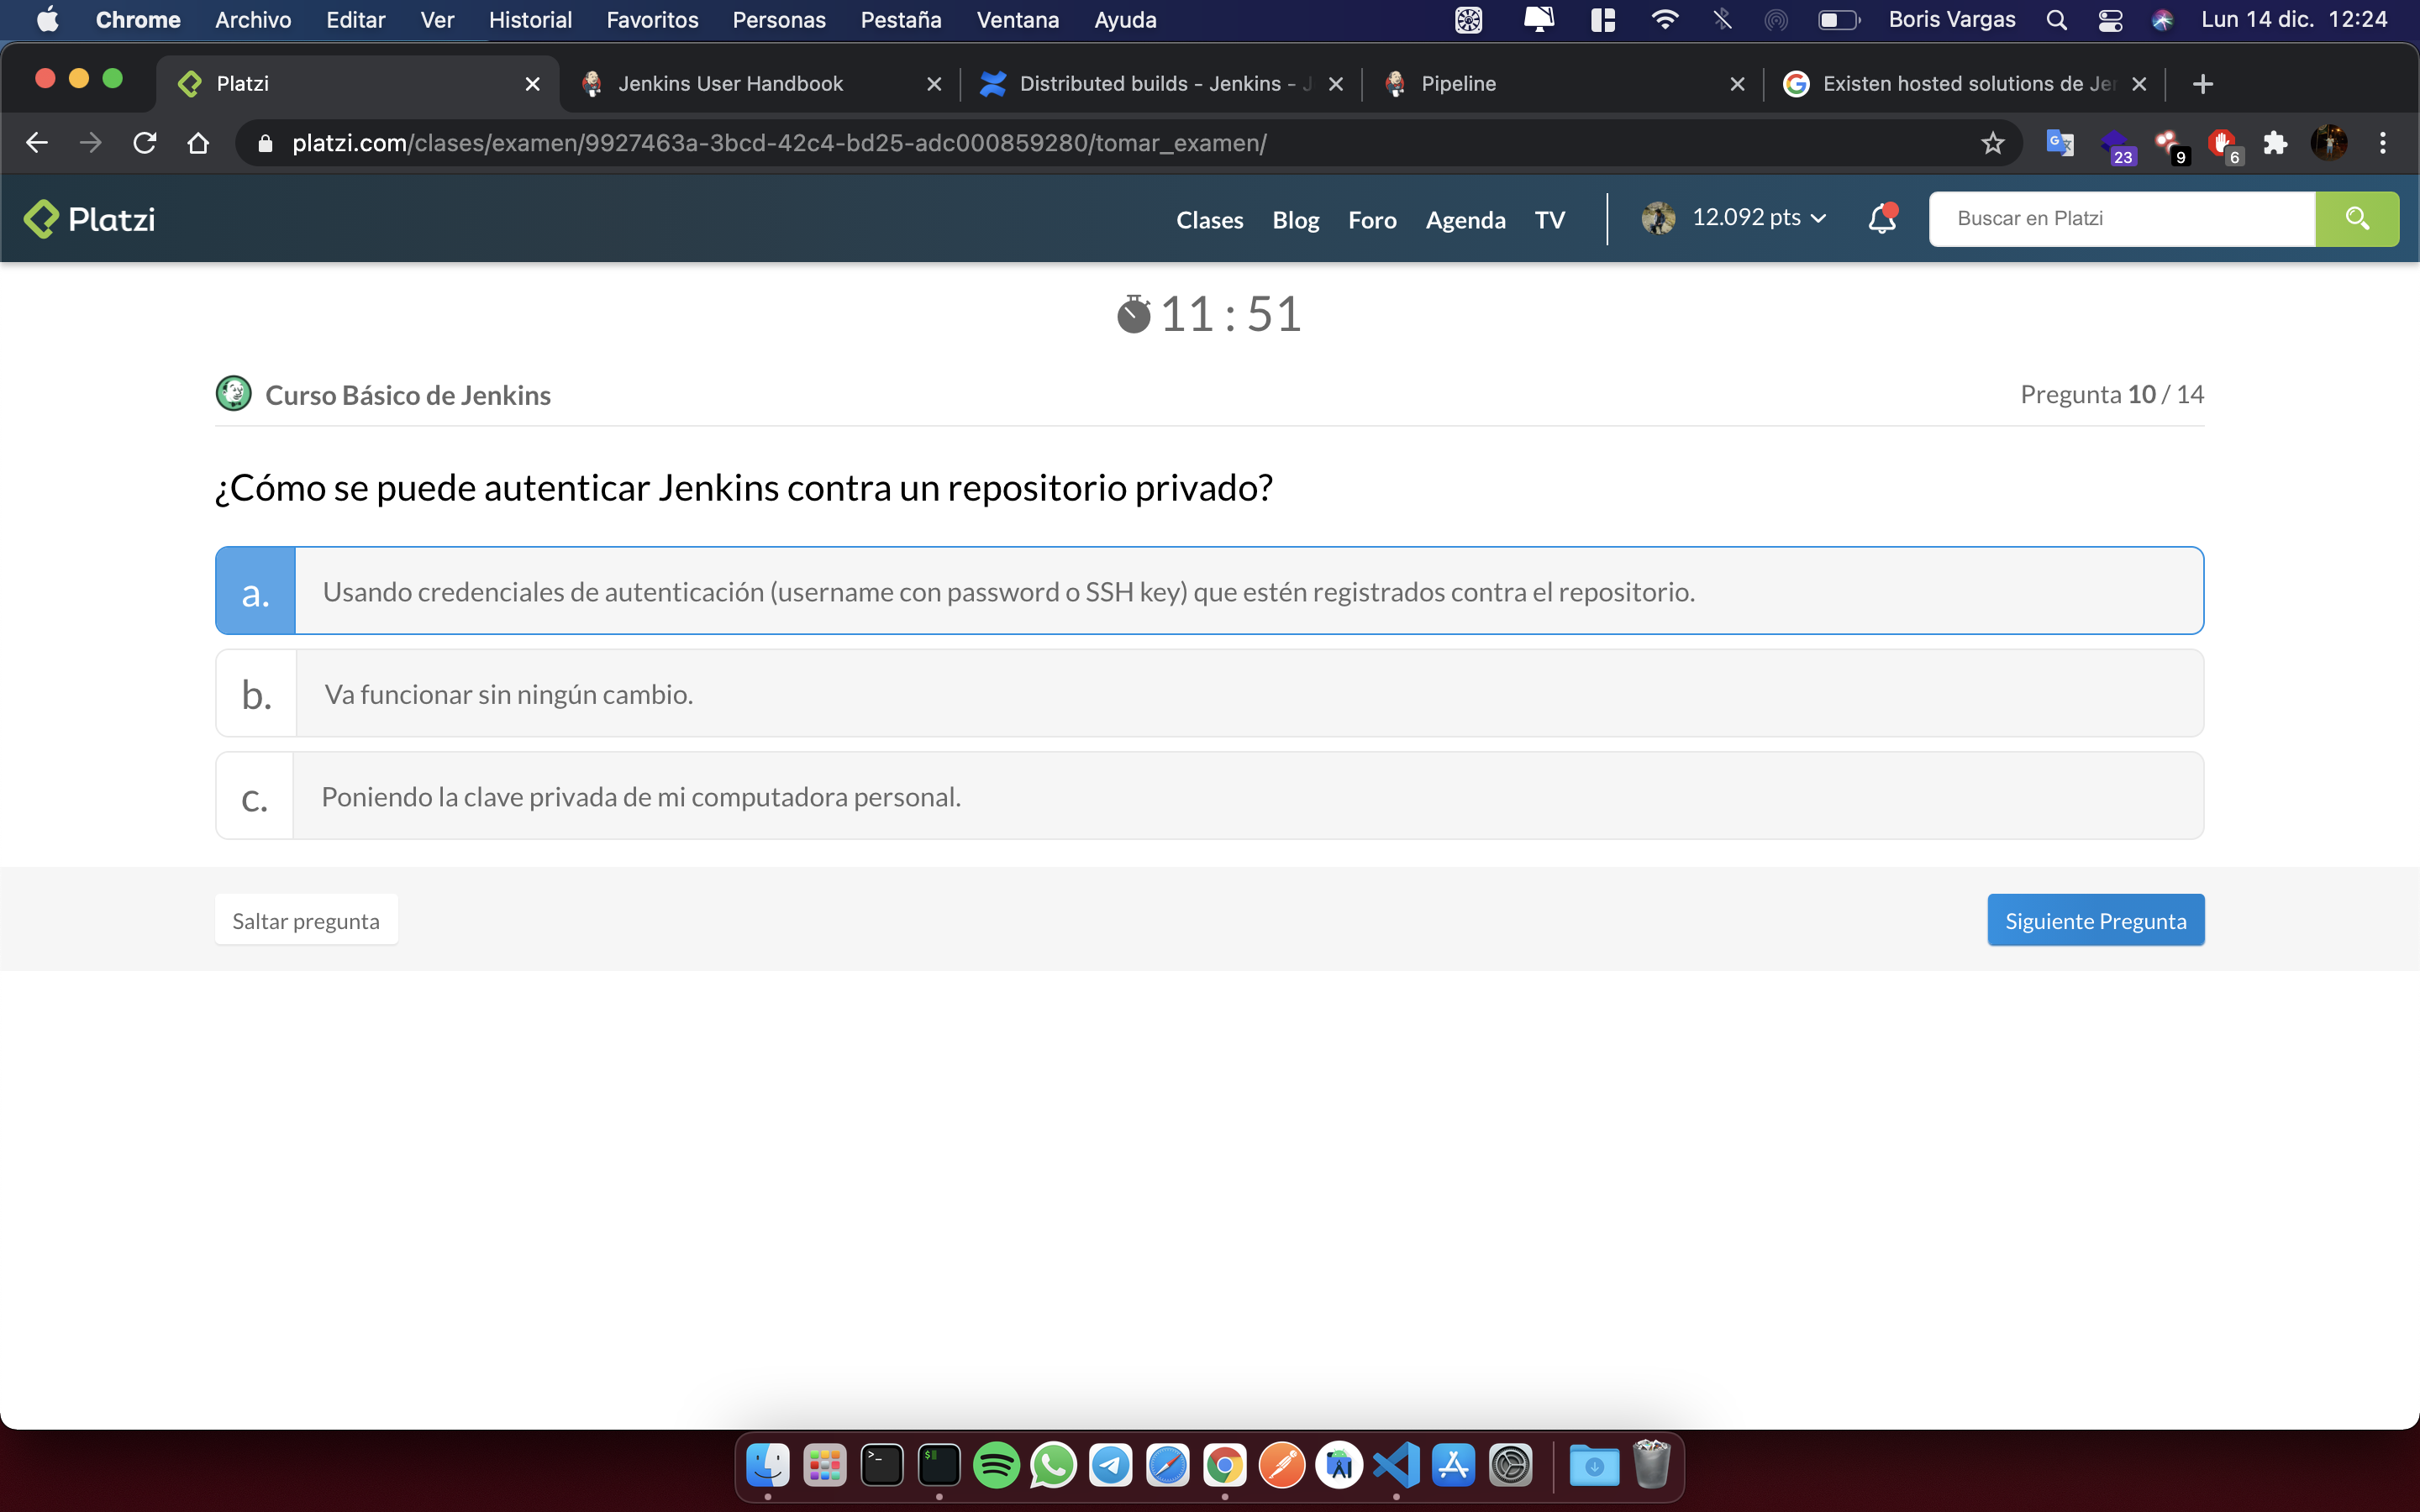 Chrome Archivo Editar Ver Historial Favoritos Personas Pestaña Ventana Ayuda Boris Vargas Lun 14 dic. 12:24
Platzi Jenkins User Handbook Distributed builds - Jenkins - J Pipeline Existen hosted solutions de Jen
platzi.com/clases/examen/9927463a-3bcd-42c4-bd25-adc000859280/tomar_examen/ 23 9 6
Platzi Clases Blog Foro Agenda TV 12.092 pts Buscar en Platzi
11 : 51
Curso Básico de Jenkins Pregunta 10 / 14
¿Cómo se puede autenticar Jenkins contra un repositorio privado?
a. Usando credenciales de autenticación (username con password o SSH key) que estén registrados contra el repositorio.
b. Va funcionar sin ningún cambio.
c. Poniendo la clave privada de mi computadora personal.
Saltar pregunta Siguiente Pregunta